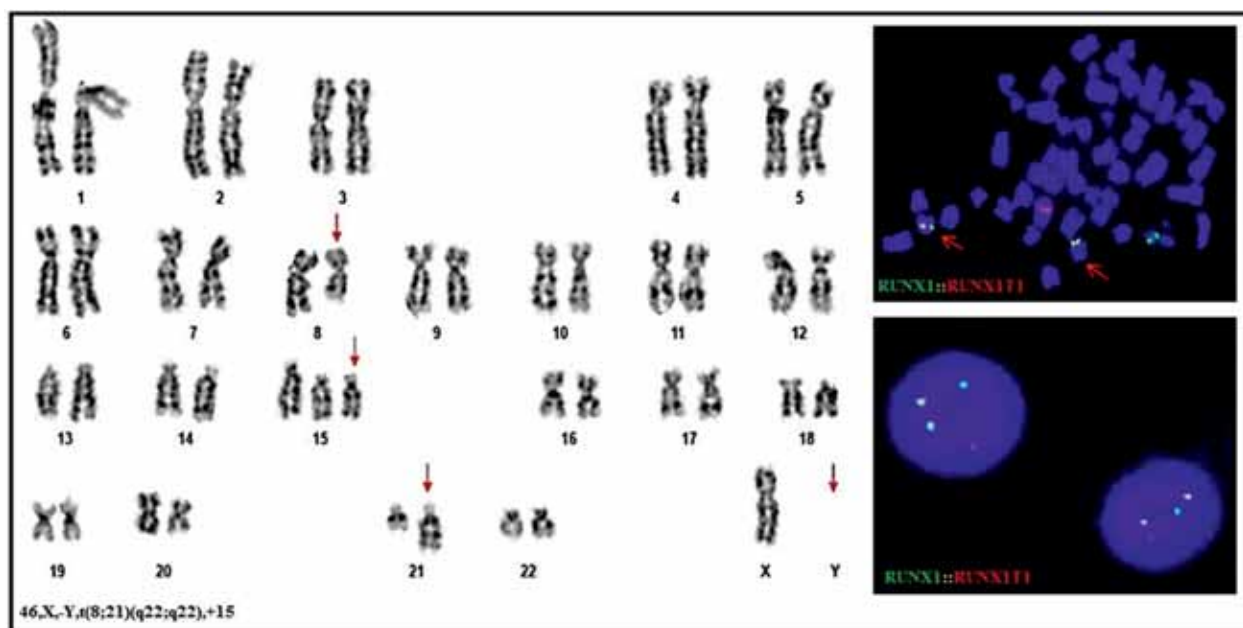 1 2 3 4 5
6 7 8 9 10 11 12
13 14 15 16 17 18
19 20 21 22 X Y
46,X,-Y,t(8;21)(q22;q22),+15
RUNX1::RUNX1T1
RUNX1::RUNX1T1